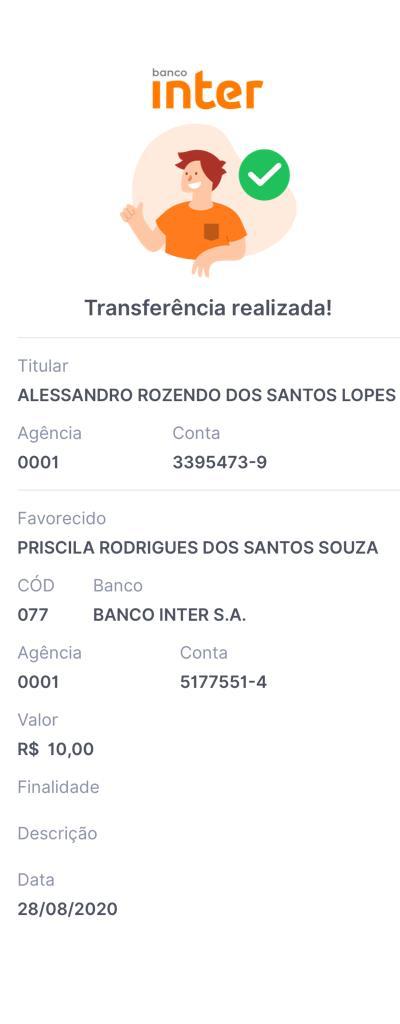 banco
inter
Transferência realizada!
Titular
ALESSANDRO ROZENDO DOS SANTOS LOPES
Agência Conta
0001 3395473-9
Favorecido
PRISCILA RODRIGUES DOS SANTOS SOUZA
CÓD Banco
077 BANCO INTER S.A.
Agência Conta
0001 5177551-4
Valor
R$ 10,00
Finalidade
Descrição
Data
28/08/2020